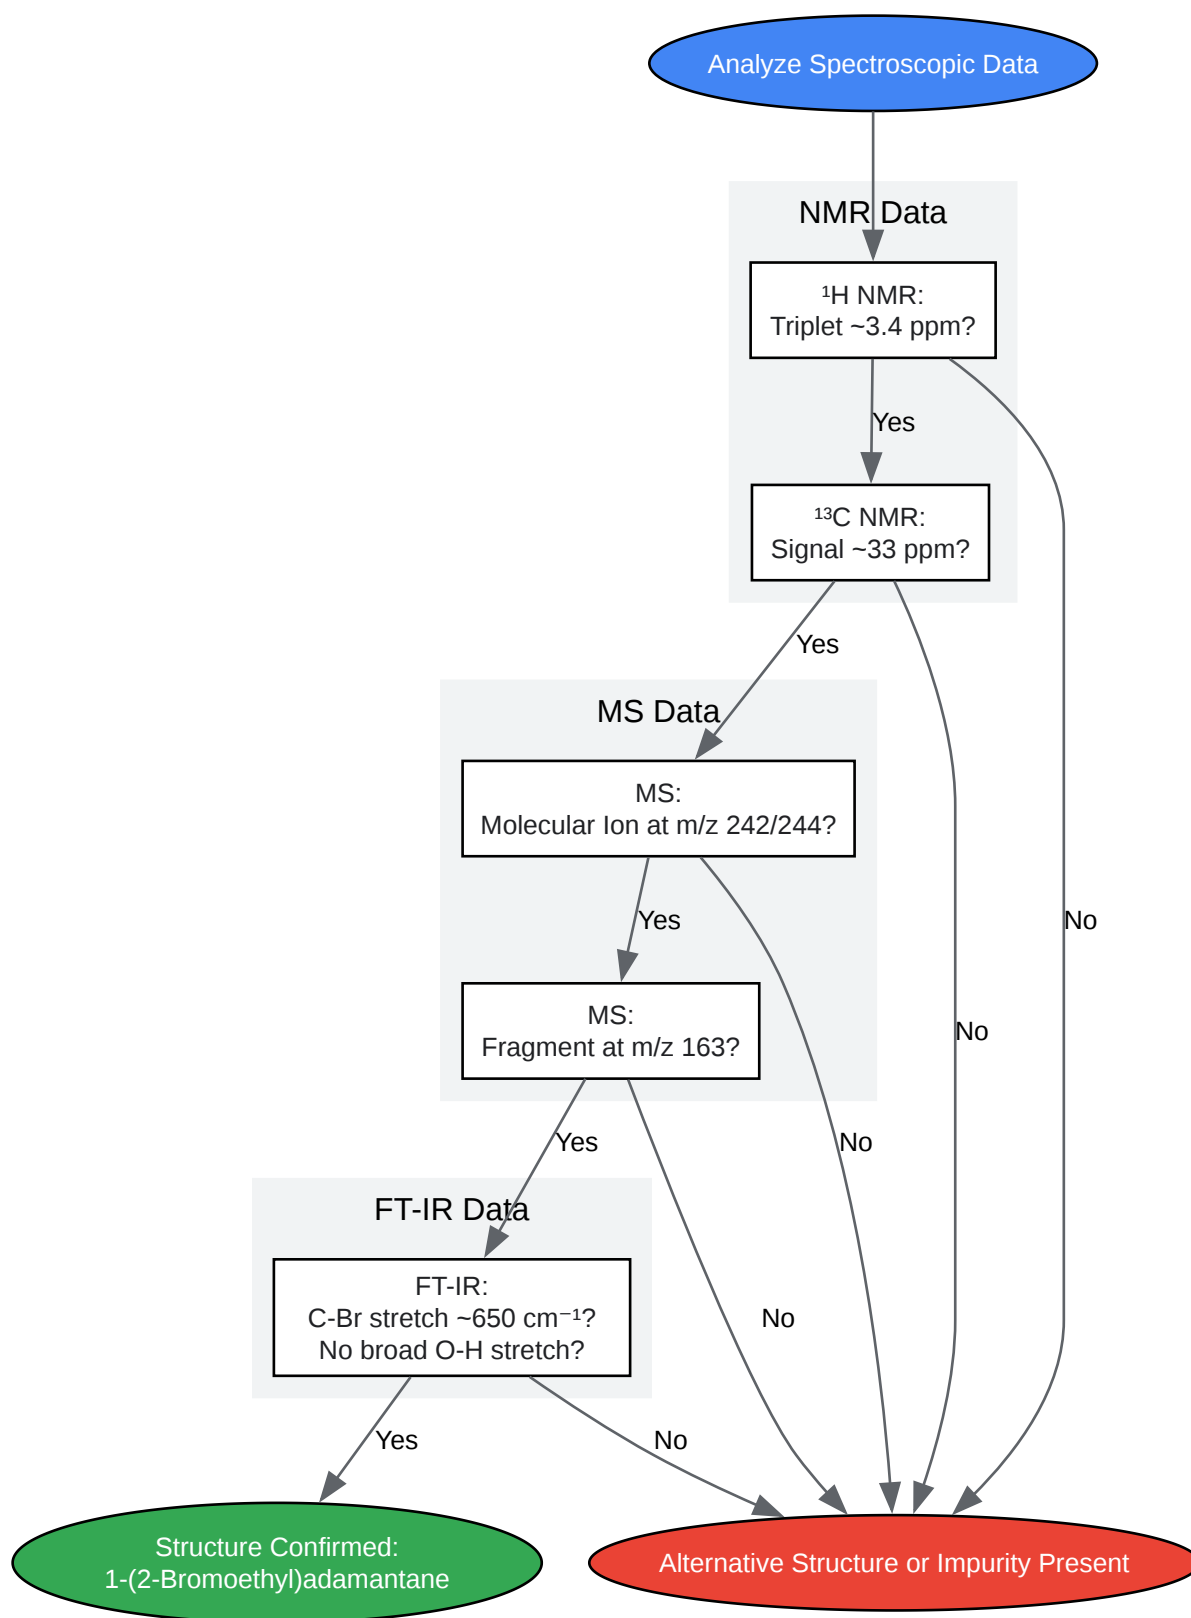 Analyze Spectroscopic Data
NMR Data
¹H NMR:
Triplet ~3.4 ppm?
Yes
¹³C NMR:
Signal ~33 ppm?
Yes
MS Data
MS:
Molecular Ion at m/z 242/244?
Yes
No
MS:
Fragment at m/z 163?
No
Yes
No
FT-IR Data
FT-IR:
C-Br stretch ~650 cm⁻¹?
No broad O-H stretch?
No
Yes
No
Structure Confirmed:
1-(2-Bromoethyl)adamantane
Alternative Structure or Impurity Present